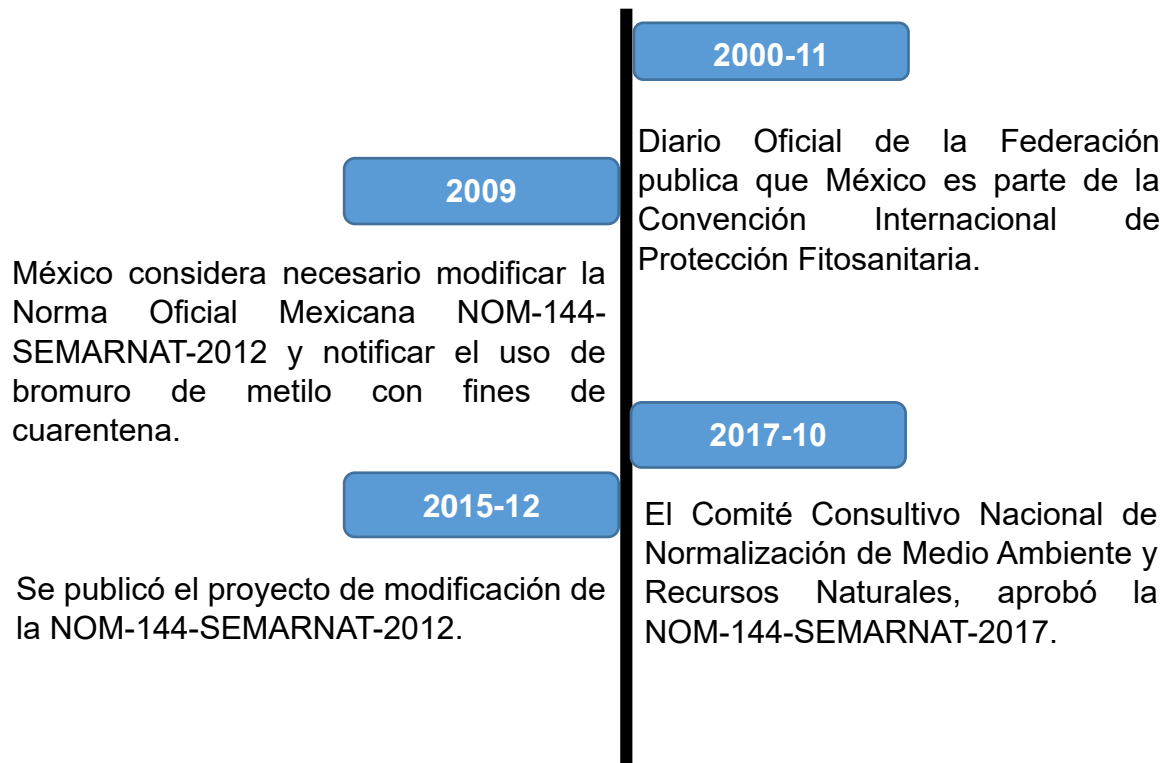 2000-11
Diario Oficial de la Federación
publica que México es parte de la
Convención Internacional de
Protección Fitosanitaria.
2009
México considera necesario modificar la
Norma Oficial Mexicana NOM-144-
SEMARNAT-2012 y notificar el uso de
bromuro de metilo con fines de
cuarentena.
2015-12
Se publicó el proyecto de modificación de
la NOM-144-SEMARNAT-2012.
2017-10
El Comité Consultivo Nacional de
Normalización de Medio Ambiente y
Recursos Naturales, aprobó la
NOM-144-SEMARNAT-2017.